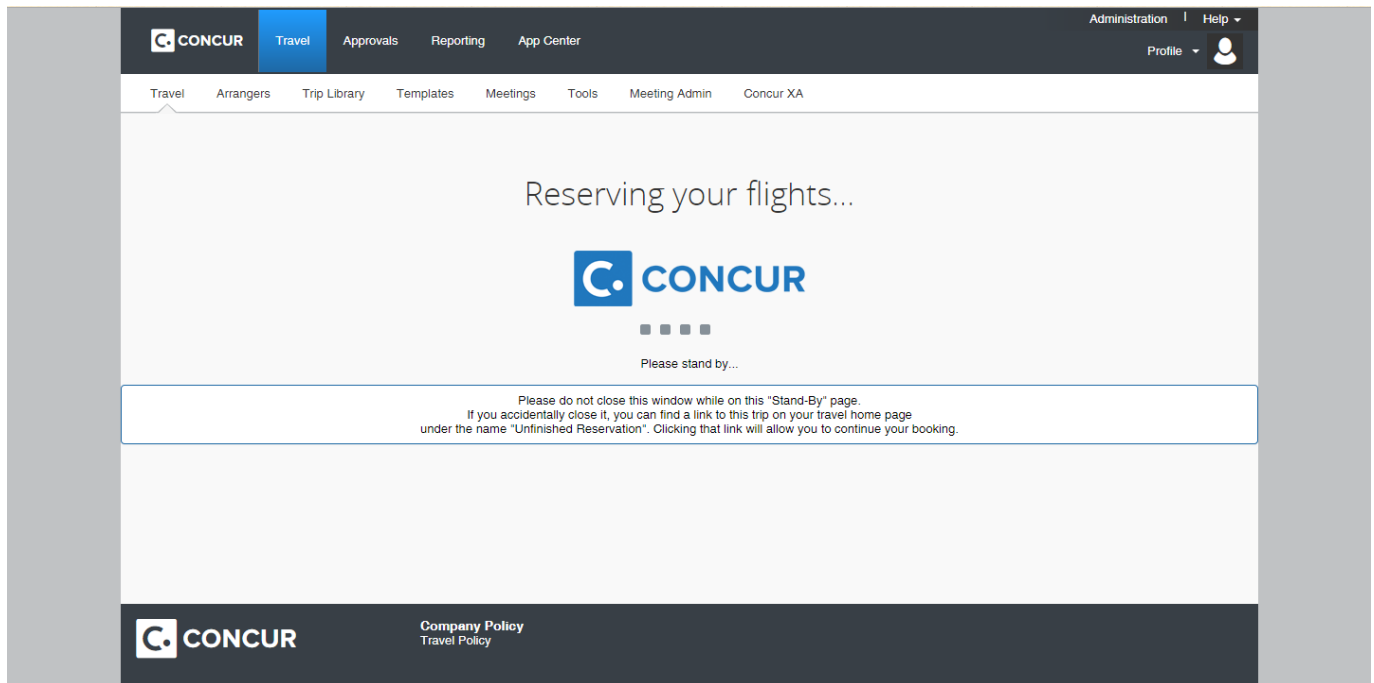 Administration | Help
C. CONCUR Travel Approvals Reporting App Center
Profile
Travel Arrangers Trip Library Templates Meetings Tools Meeting Admin Concur XA
Reserving your flights...
C. CONCUR
Please stand by...
Please do not close this window while on this "Stand-By" page.
If you accidentally close it, you can find a link to this trip on your travel home page
under the name "Unfinished Reservation". Clicking that link will allow you to continue your booking.
C. CONCUR
Company Policy
Travel Policy